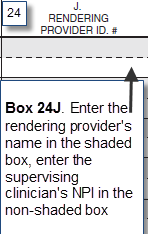 24
J.
RENDERING
PROVIDER ID. #
Box 24J. Enter the
rendering provider's
name in the shaded
box, enter the
supervising
clinician's NPI in the
non-shaded box